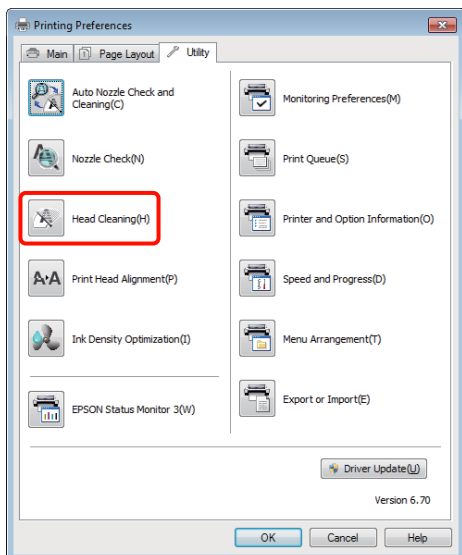 Printing Preferences
Main
Page Layout
Utility
Auto Nozzle Check and
Cleaning(C)
Nozzle Check(N)
Head Cleaning(H)
Print Head Alignment(P)
Ink Density Optimization(I)
EPSON Status Monitor 3(W)
Monitoring Preferences(M)
Print Queue(S)
Printer and Option Information(O)
Speed and Progress(D)
Menu Arrangement(T)
Export or Import(E)
Driver Update(U)
Version 6.70
OK
Cancel
Help